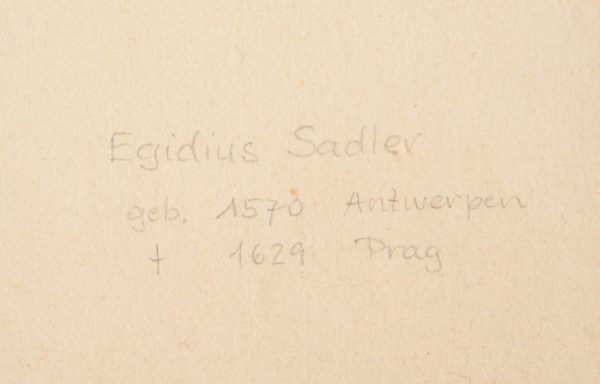 Egidius Sadler
geb. 1570 Antwerpen
† 1629 Prag